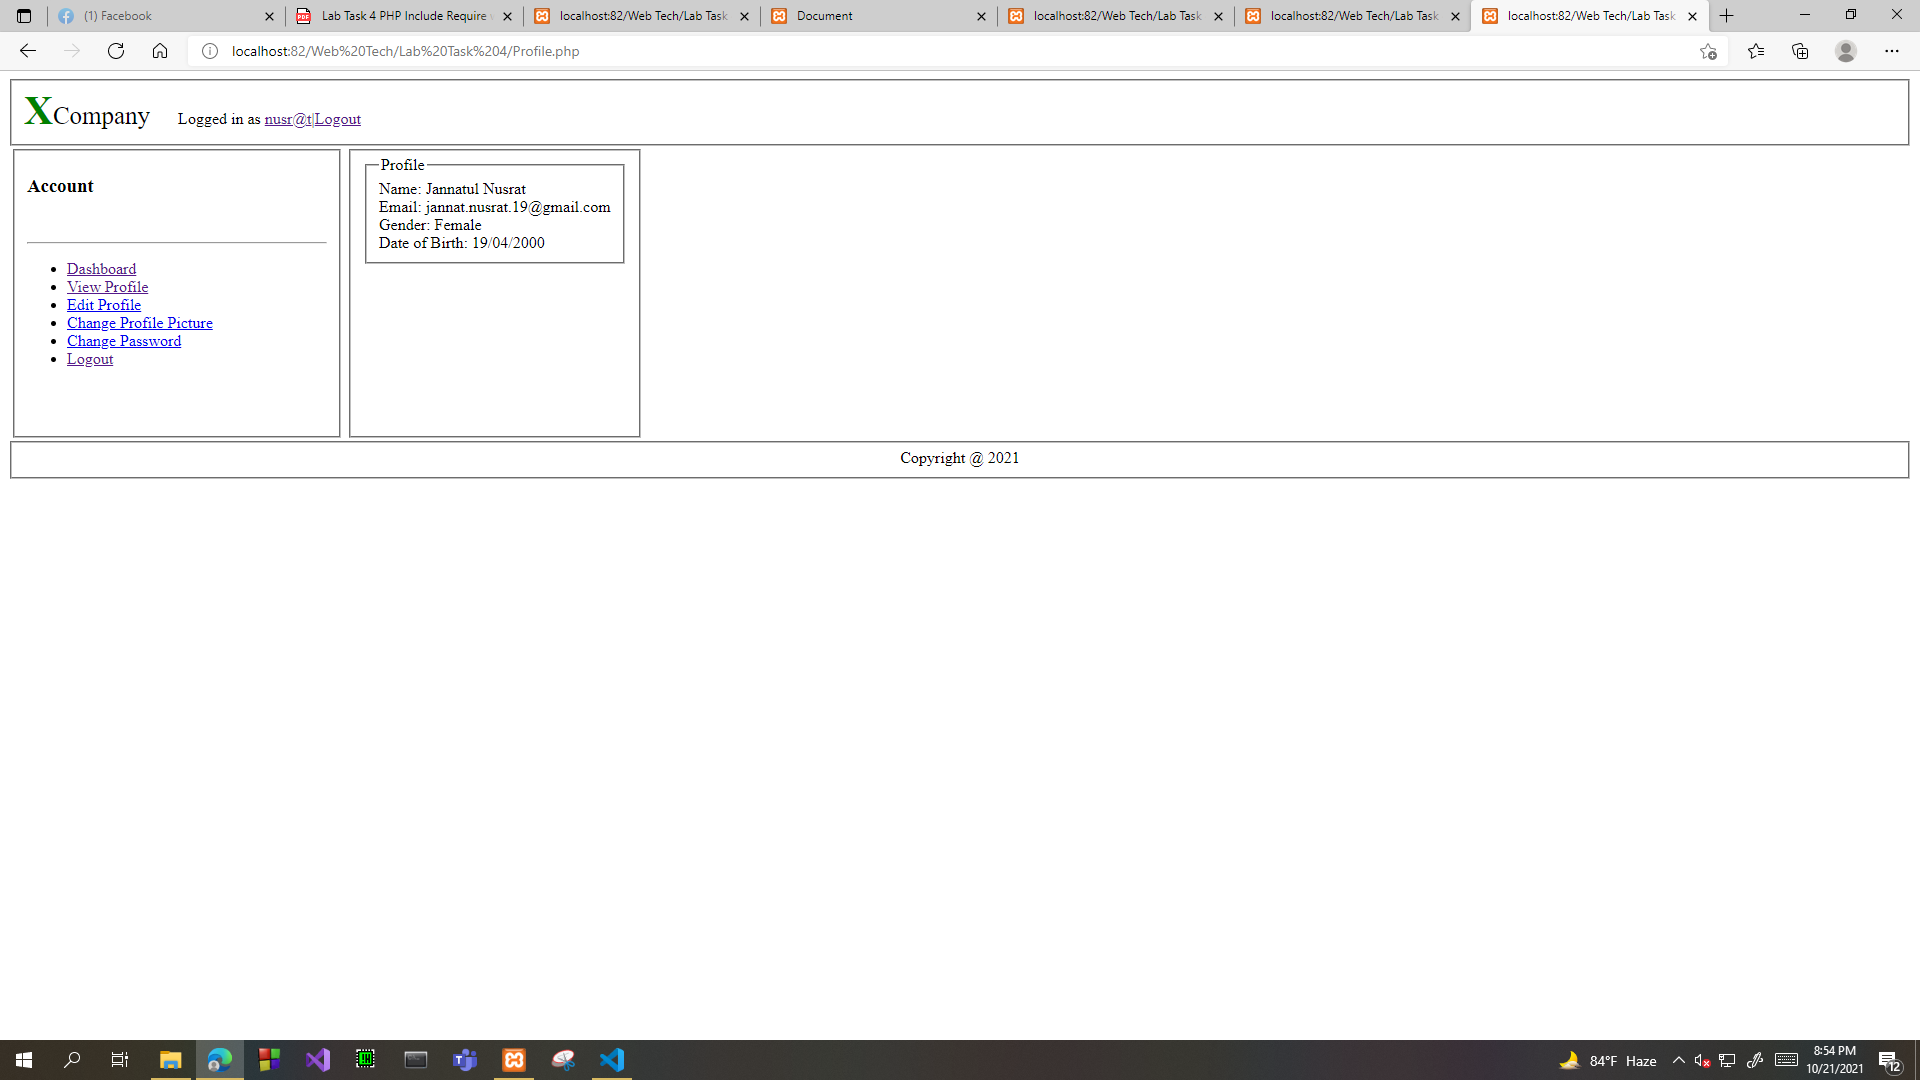 (1) Facebook
Lab Task 4 PHP Include Require
localhost:82/Web Tech/Lab Task
Document
localhost:82/Web Tech/Lab Task
localhost:82/Web Tech/Lab Task
localhost:82/Web Tech/Lab Task
localhost:82/Web%20Tech/Lab%20Task%204/Profile.php
XCompany Logged in as nusr@t|Logout
Account
Dashboard
View Profile
Edit Profile
Change Profile Picture
Change Password
Logout
Profile
Name: Jannatul Nusrat
Email: jannat.nusrat.19@gmail.com
Gender: Female
Date of Birth: 19/04/2000
Copyright @ 2021
84°F Haze
8:54 PM
10/21/2021
12